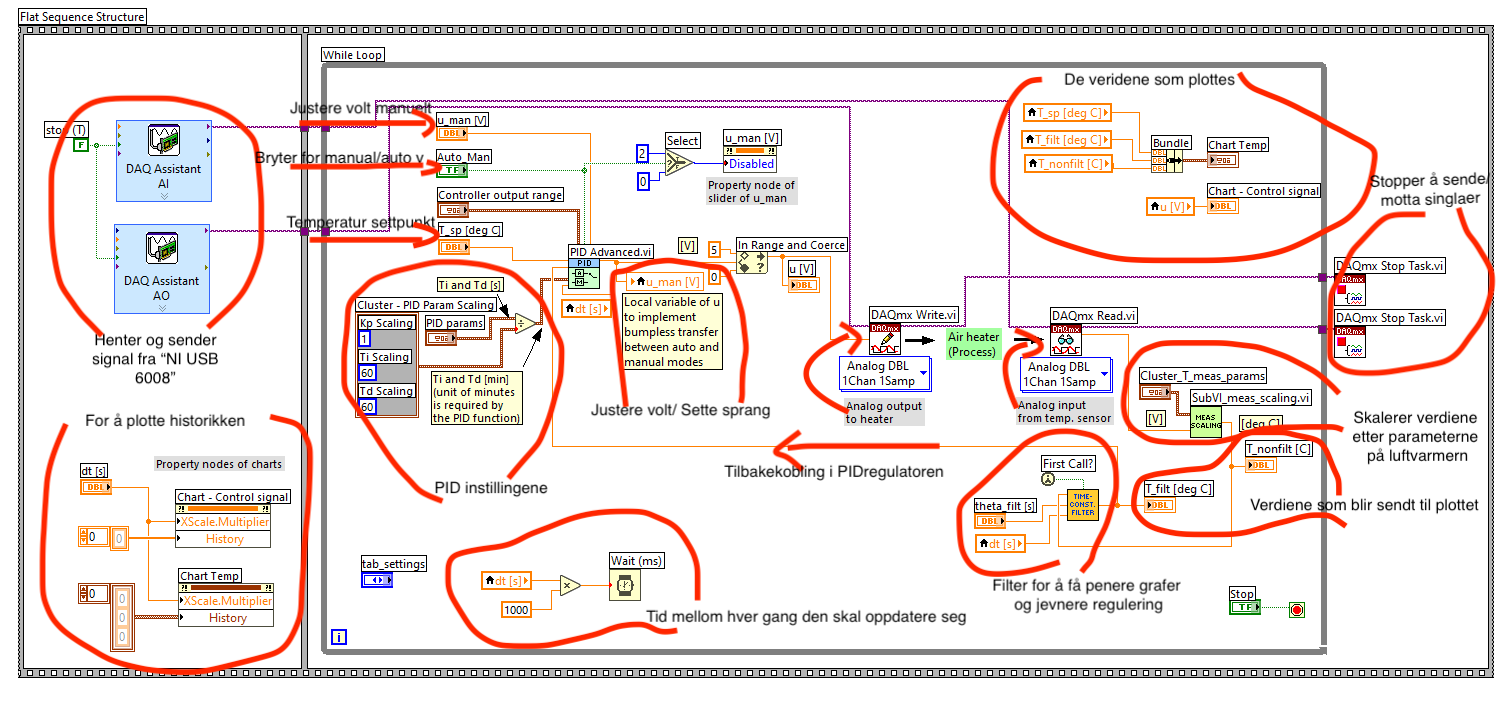 Flat Sequence Structure
While Loop
De veridene som plottes
Justere volt manuelt
u_man [V]
DBL
T_sp [deg C]
T_filt [deg C]
T_nonfilt [C]
Bundle
DBL
DBL
DBL
Chart Temp
stop (T)
F
DAQ Assistant
AI
Bryter for manual/auto v
Auto_Man
TF
Select
2
0
u_man [V]
Disabled
Property node of
slider of u_man
Controller output range
Chart - Control signal
u [V]
DBL
Stopper å sende/
motta singlaer
Temperatur settpunkt
T_sp [deg C]
DBL
DAQ Assistant
AO
PID Advanced.vi
PID
[V]
5
0
In Range and Coerce
u [V]
DBL
u_man [V]
Local variable of u
to implement
bumpless transfer
between auto and
manual modes
dt [s]
Ti and Td [s]
Cluster - PID Param Scaling
Kp Scaling
1
Ti Scaling
60
Td Scaling
60
PID params
Ti and Td [min]
(unit of minutes
is required by
the PID function)
DAQmx Stop Task.vi
DAQmx
DAQmx Stop Task.vi
DAQmx
DAQmx Write.vi
DAQmx
Analog DBL
1Chan 1Samp
Analog output
to heater
Air heater
(Process)
DAQmx Read.vi
DAQmx
Analog DBL
1Chan 1Samp
Analog input
from temp. sensor
Henter og sender
signal fra “NI USB
6008”
Cluster_T_meas_params
SubVI_meas_scaling.vi
[V]
MEAS
SCALING
[deg C]
Skalerer verdiene
etter parameterne
på luftvarmern
Justere volt/ Sette sprang
For å plotte historikken
Property nodes of charts
dt [s]
DBL
Chart - Control signal
XScale.Multiplier
History
0
0
Chart Temp
XScale.Multiplier
History
0
0
0
0
PID instillingene
Tilbakekobling i PIDregulatoren
First Call?
theta_filt [s]
DBL
dt [s]
TIME-
CONST.
FILTER
T_nonfilt [C]
DBL
T_filt [deg C]
DBL
Verdiene som blir sendt til plottet
tab_settings
dt [s]
1000
Wait (ms)
Tid mellom hver gang den skal oppdatere seg
Filter for å få penere grafer
og jevnere regulering
Stop
TF
i